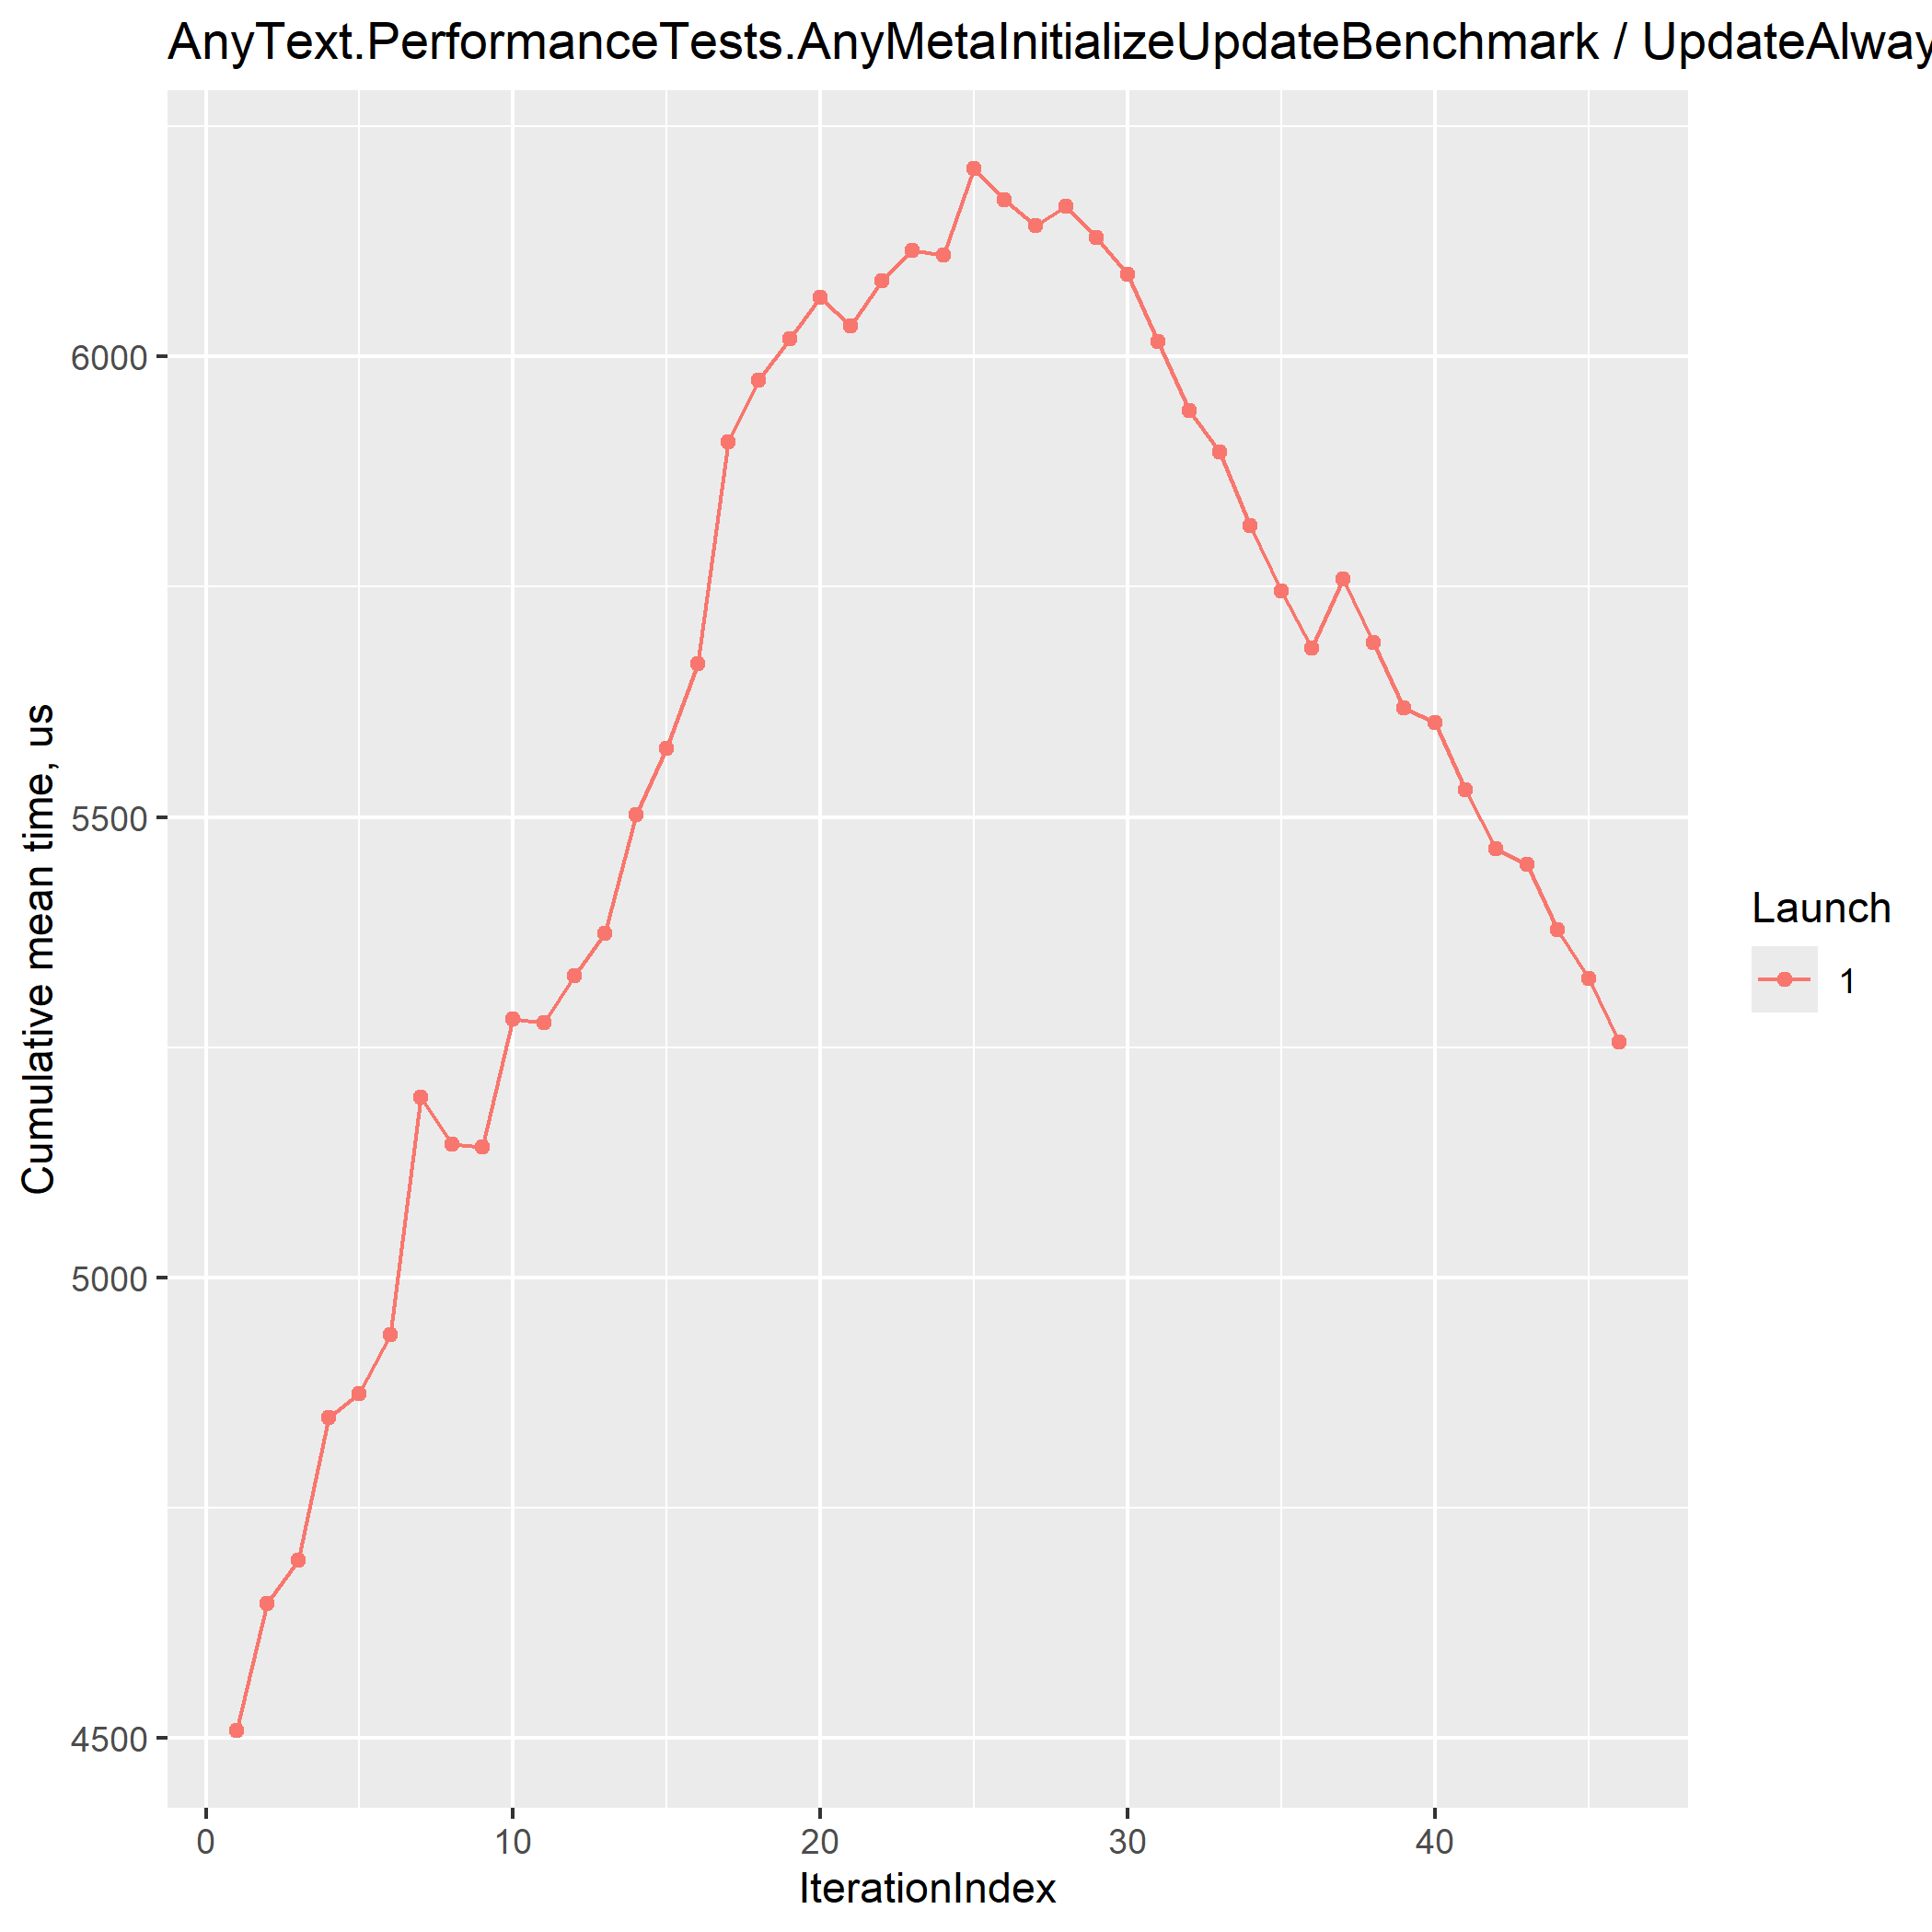 AnyText.PerformanceTests.AnyMetaInitializeUpdateBenchmark / UpdateAlway
Cumulative mean time, us
6000
5500
5000
4500
0 10 20 30 40
IterationIndex
Launch
1